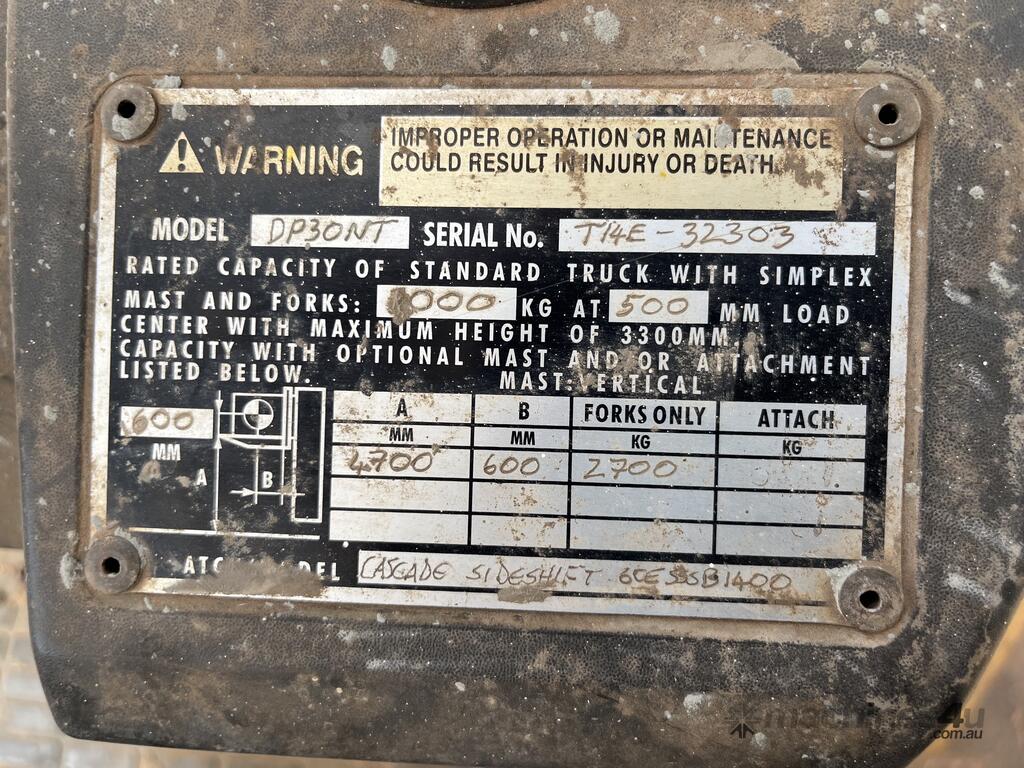 WARNING
IMPROPER OPERATION OR MAINTENANCE
COULD RESULT IN INJURY OR DEATH.
MODEL DP30NT SERIAL No. T14E-32303
RATED CAPACITY OF STANDARD TRUCK WITH SIMPLEX
MAST AND FORKS: KG AT 500 MM LOAD
CENTER WITH MAXIMUM HEIGHT OF 3300MM.
CAPACITY WITH OPTIONAL MAST AND/OR ATTACHMENT
LISTED BELOW. MAST: VERTICAL
600
MM
A
B
A B FORKS ONLY ATTACH
MM MM KG KG
4700 600 2700
CASCADE SIDESHIFT
.com.au